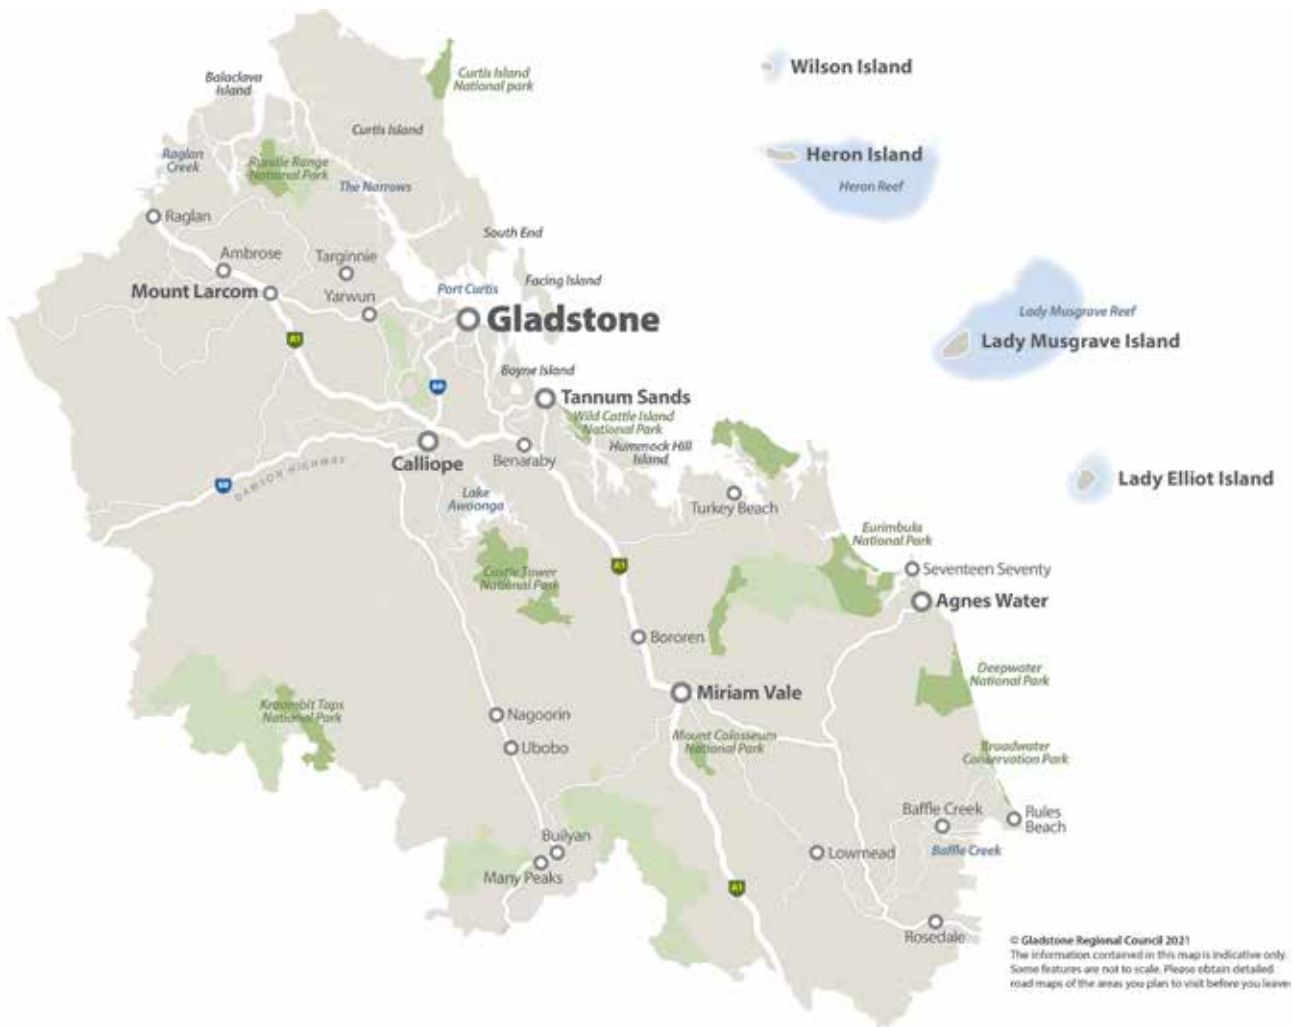 Wilson Island
Balaclava
Island
Curtis Island
National park
Curtis Island
Heron Island
Heron Reef
Raglan
Creek
Rundle Range
National Park
The Narrows
Raglan
South End
Ambrose
Targinnie
Facing Island
Mount Larcom
Yarwun
Port Curtis
Gladstone
Lady Musgrave Reef
Lady Musgrave Island
A1
Boyne Island
60
Tannum Sands
Wild Cattle Island
National Park
Hummock Hill
Island
Calliope
Benaraby
DAWSON HIGHWAY
60
Lake
Awoonga
Turkey Beach
Lady Elliot Island
Eurimbula
National Park
A1
Castle Tower
National Park
Seventeen Seventy
Agnes Water
Bororen
Deepwater
National Park
Miriam Vale
Kroombit Tops
National Park
Nagoorin
Ubobo
Mount Colosseum
National Park
Broadwater
Conservation Park
Baffle Creek
Rules
Beach
Builyan
Many Peaks
Lowmead
Baffle Creek
A1
Rosedale
© Gladstone Regional Council 2021
The information contained in this map is indicative only.
Some features are not to scale. Please obtain detailed
road maps of the areas you plan to visit before you leave